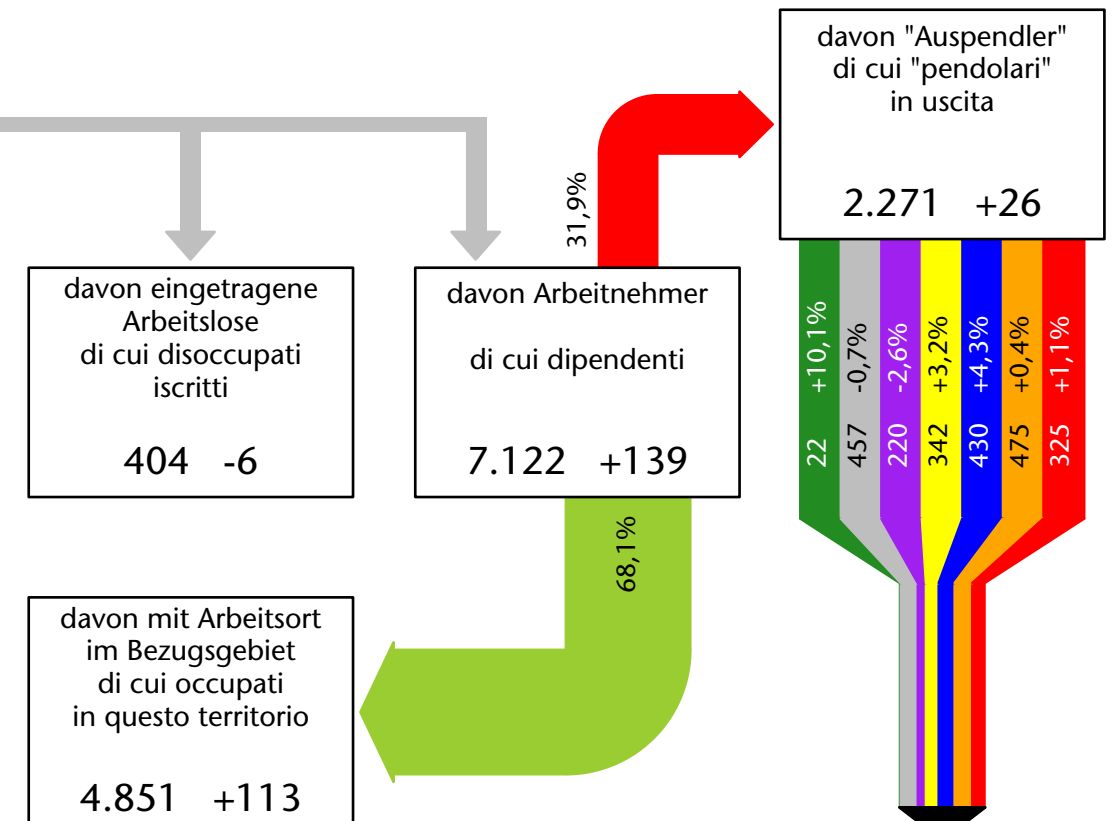 davon "Auspendler"
di cui "pendolari"
in uscita
2.271 +26
31,9%
davon eingetragene
Arbeitslose
di cui disoccupati
iscritti
404 -6
davon Arbeitnehmer
di cui dipendenti
7.122 +139
22 +10,1%
457 -0,7%
220 -2,6%
342 +3,2%
430 +4,3%
475 +0,4%
325 +1,1%
68,1%
davon mit Arbeitsort
im Bezugsgebiet
di cui occupati
in questo territorio
4.851 +113